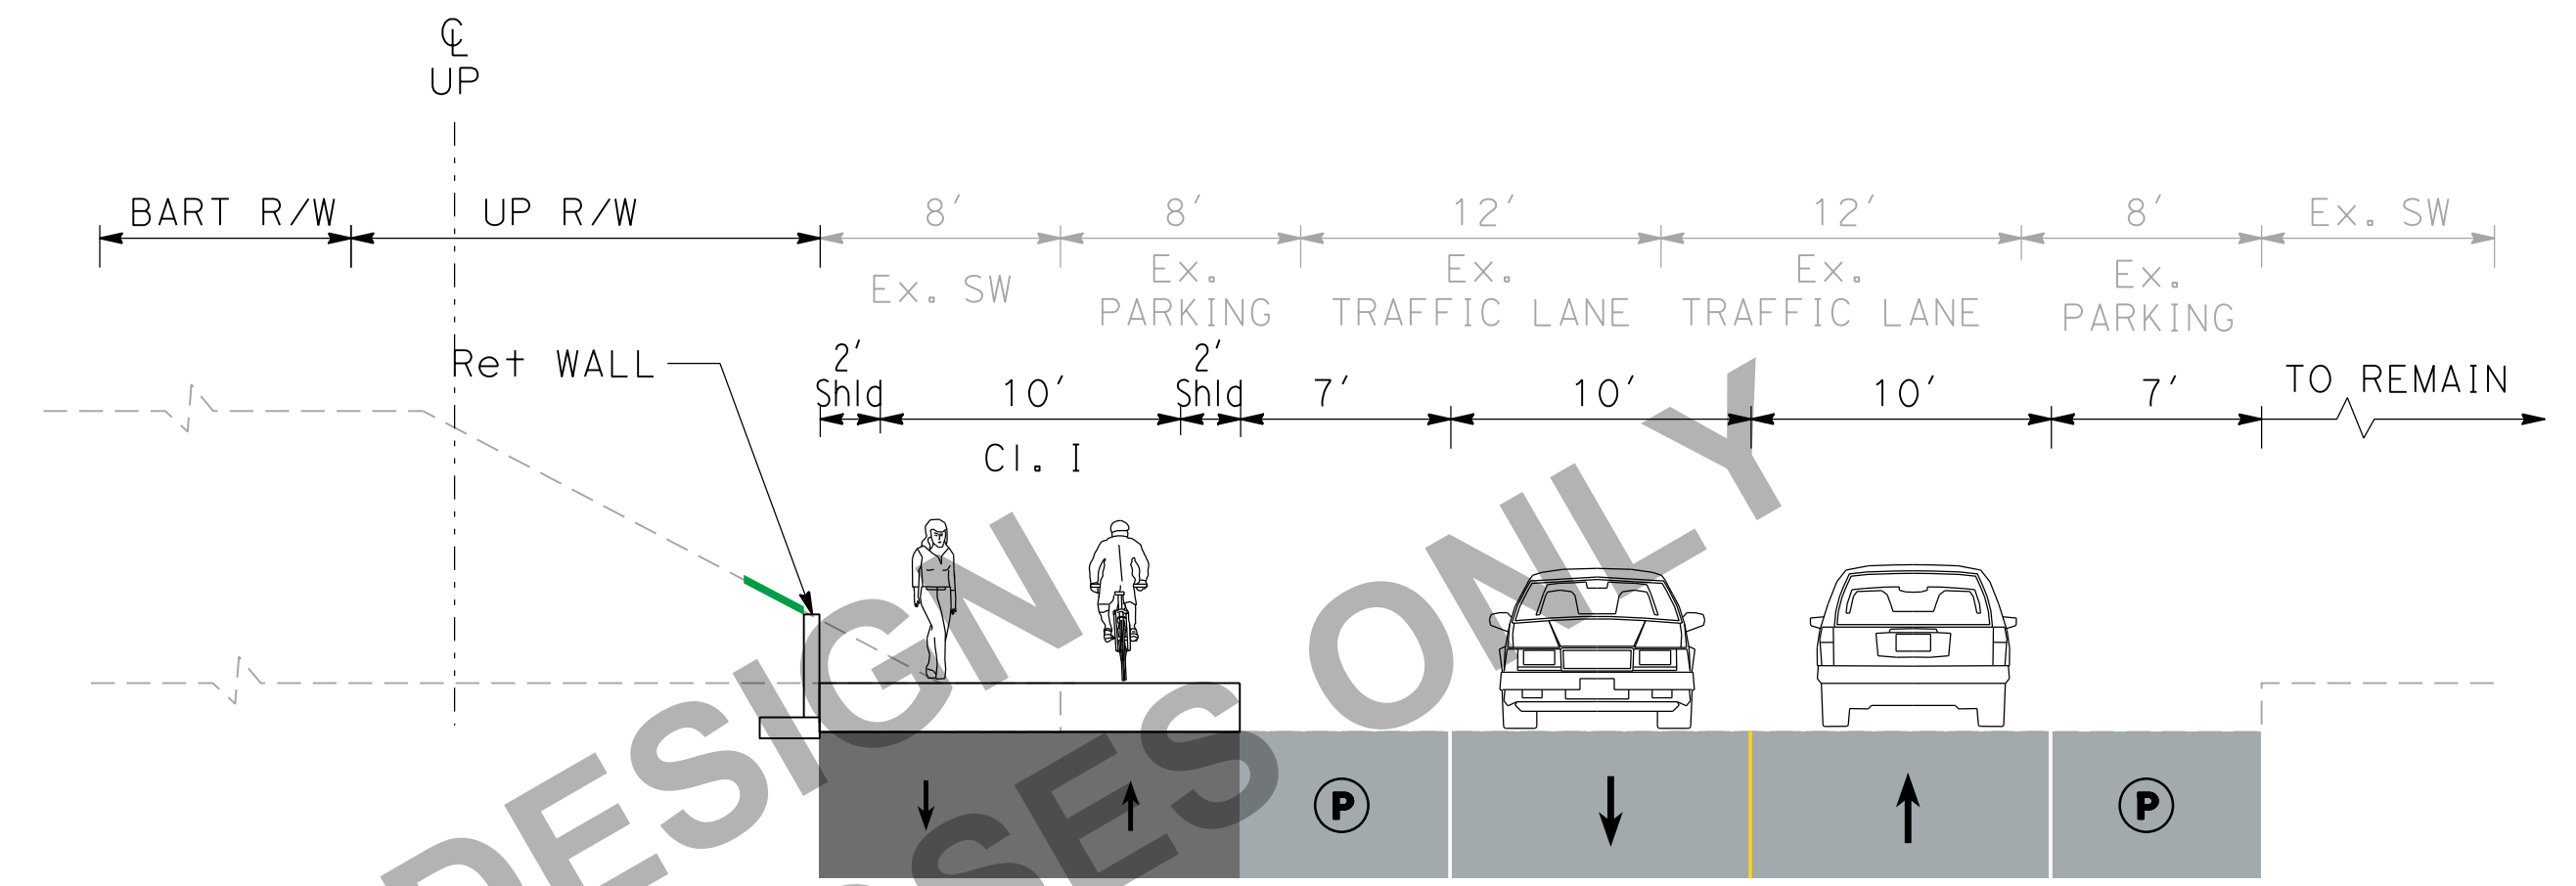 ℄
UP
BART R/W
UP R/W
8'
8'
12'
12'
8'
Ex. SW
Ex. SW
Ex.
PARKING
Ex.
TRAFFIC LANE
Ex.
TRAFFIC LANE
Ex.
PARKING
Ret WALL
2'
Shld
10'
2'
Shld
7'
10'
10'
7'
TO REMAIN
Cl. I
DESIGN
ONLY
P
P